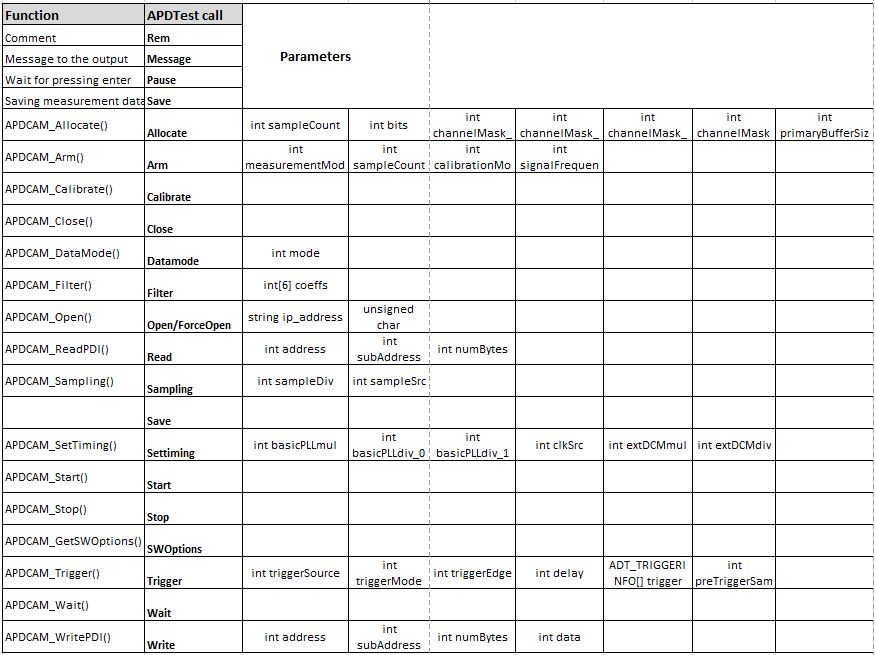 Function APDTest call
Parameters
Comment Rem
Message to the output Message
Wait for pressing enter Pause
Saving measurement data Save
APDCAM_Allocate() Allocate int sampleCount int bits int channelMask_ int channelMask_ int channelMask_ int channelMask int primaryBufferSiz
APDCAM_Arm() Arm int measurementMod int sampleCount int calibrationMo int signalFrequen
APDCAM_Calibrate() Calibrate
APDCAM_Close() Close
APDCAM_DataMode() Datamode int mode
APDCAM_Filter() Filter int[6] coeffs
APDCAM_Open() Open/ForceOpen string ip_address unsigned char
APDCAM_ReadPDI() Read int address int subAddress int numBytes
APDCAM_Sampling() Sampling int sampleDiv int sampleSrc
Save
APDCAM_SetTiming() Settiming int basicPLLmul int basicPLLdiv_0 int basicPLLdiv_1 int clkSrc int extDCMmul int extDCMdiv
APDCAM_Start() Start
APDCAM_Stop() Stop
APDCAM_GetSWOptions() SWOptions
APDCAM_Trigger() Trigger int triggerSource int triggerMode int triggerEdge int delay ADT_TRIGGERI NFO[] trigger int preTriggerSam
APDCAM_Wait() Wait
APDCAM_WritePDI() Write int address int subAddress int numBytes int data